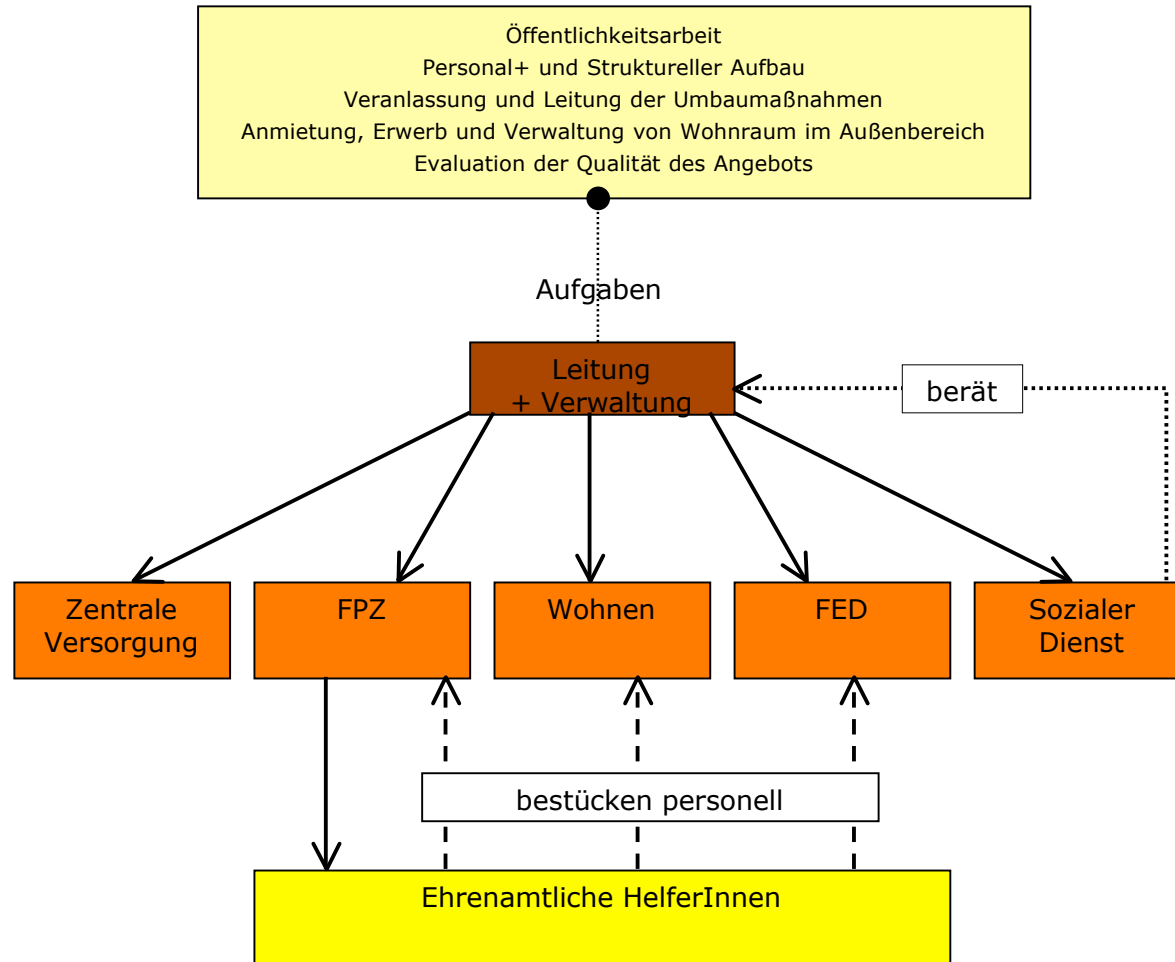 Öffentlichkeitsarbeit
Personal+ und Struktureller Aufbau
Veranlassung und Leitung der Umbaumaßnahmen
Anmietung, Erwerb und Verwaltung von Wohnraum im Außenbereich
Evaluation der Qualität des Angebots
Aufgaben
Leitung
+ Verwaltung
berät
Zentrale
Versorgung
FPZ
Wohnen
FED
Sozialer
Dienst
bestücken personell
Ehrenamtliche HelferInnen